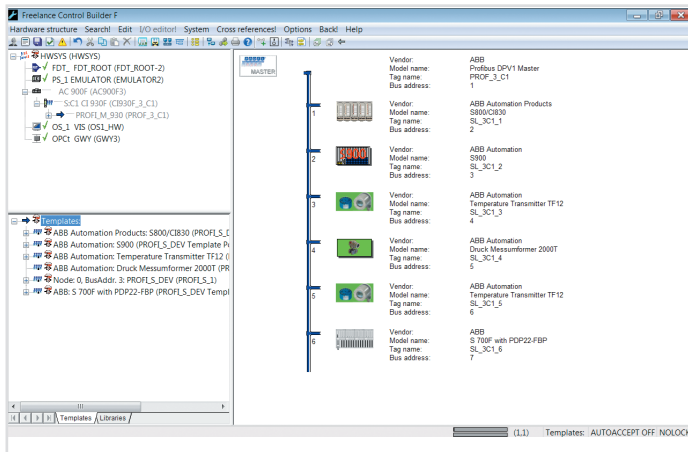 Freelance Control Builder F
Hardware structure Search! Edit I/O editor! System Cross references! Options Back! Help
HWSYS (HWSYS)
FDT_ FDT_ROOT (FDT_ROOT-2)
PS_1 EMULATOR (EMULATOR2)
AC 900F (AC900F3)
S:C1 CI 930F (CI930F_3_C1)
PROFI_M_930 (PROF_3_C1)
OS_1 VIS (OS1_HW)
OPCt GWY (GWY3)
Templates:
ABB Automation Products: S800/CI830 (PROFI_S_D
ABB Automation: S900 (PROFI_S_DEV Template Po
ABB Automation: Temperature Transmitter TF12 (
ABB Automation: Druck Messumformer 2000T (PR
Node: 0, BusAddr. 3: PROFI_S_DEV (PROFI_S_1)
ABB: S 700F with PDP22-FBP (PROFI_S_DEV Templ
Templates Libraries
MASTER
Vendor: ABB
Model name: Profibus DPV1 Master
Tag name: PROF_3_C1
Bus address: 1
1
Vendor: ABB Automation Products
Model name: S800/CI830
Tag name: SL_3C1_1
Bus address: 2
2
Vendor: ABB Automation
Model name: S900
Tag name: SL_3C1_2
Bus address: 3
3
Vendor: ABB Automation
Model name: Temperature Transmitter TF12
Tag name: SL_3C1_3
Bus address: 4
4
Vendor: ABB Automation
Model name: Druck Messumformer 2000T
Tag name: SL_3C1_4
Bus address: 5
5
Vendor: ABB Automation
Model name: Temperature Transmitter TF12
Tag name: SL_3C1_5
Bus address: 6
6
Vendor: ABB
Model name: S 700F with PDP22-FBP
Tag name: SL_3C1_6
Bus address: 7
(1,1) Templates: AUTOACCEPT OFF NOLOCK